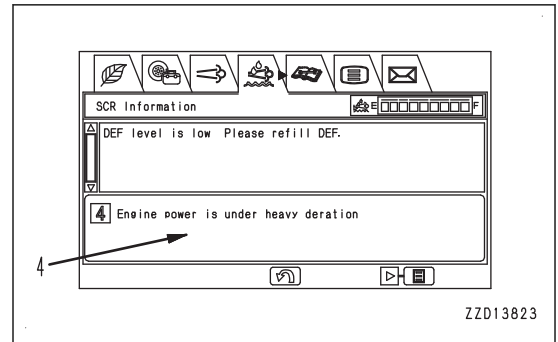 SCR Information
E F
DEF level is low Please refill DEF.
4 Engine power is under heavy deration
4
ZZD13823